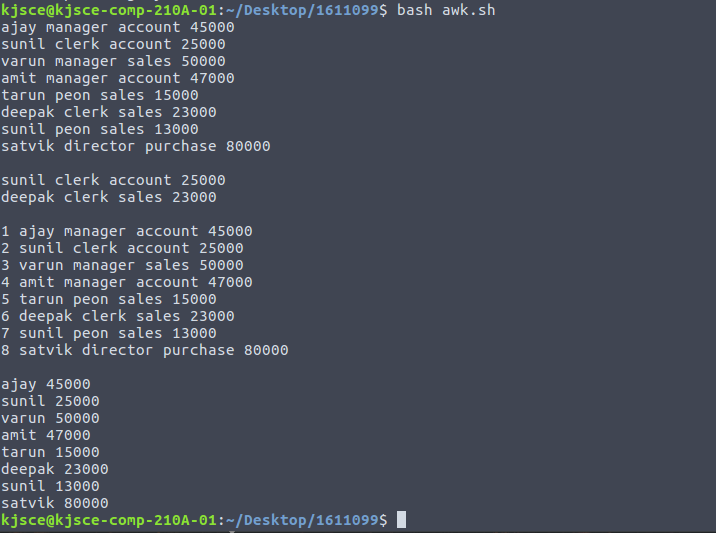 kjsce@kjsce-comp-210A-01:~/Desktop/1611099$ bash awk.sh
ajay manager account 45000
sunil clerk account 25000
varun manager sales 50000
amit manager account 47000
tarun peon sales 15000
deepak clerk sales 23000
sunil peon sales 13000
satvik director purchase 80000
sunil clerk account 25000
deepak clerk sales 23000
1 ajay manager account 45000
2 sunil clerk account 25000
3 varun manager sales 50000
4 amit manager account 47000
5 tarun peon sales 15000
6 deepak clerk sales 23000
7 sunil peon sales 13000
8 satvik director purchase 80000
ajay 45000
sunil 25000
varun 50000
amit 47000
tarun 15000
deepak 23000
sunil 13000
satvik 80000
kjsce@kjsce-comp-210A-01:~/Desktop/1611099$